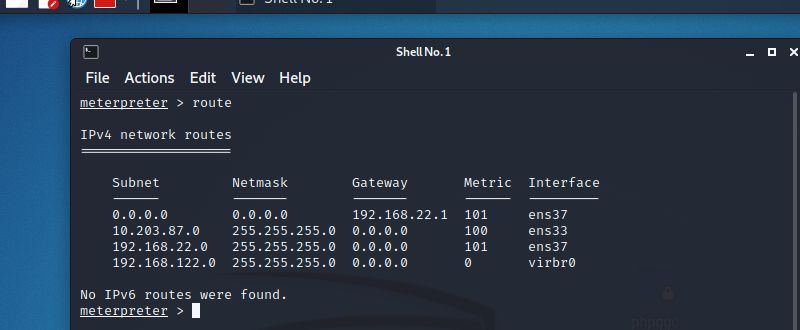 Shell No. 1
Shell No.1
File Actions Edit View Help
meterpreter > route
IPv4 network routes
Subnet Netmask Gateway Metric Interface
0.0.0.0 0.0.0.0 192.168.22.1 101 ens37
10.203.87.0 255.255.255.0 0.0.0.0 100 ens33
192.168.22.0 255.255.255.0 0.0.0.0 101 ens37
192.168.122.0 255.255.255.0 0.0.0.0 0 virbr0
No IPv6 routes were found.
meterpreter >